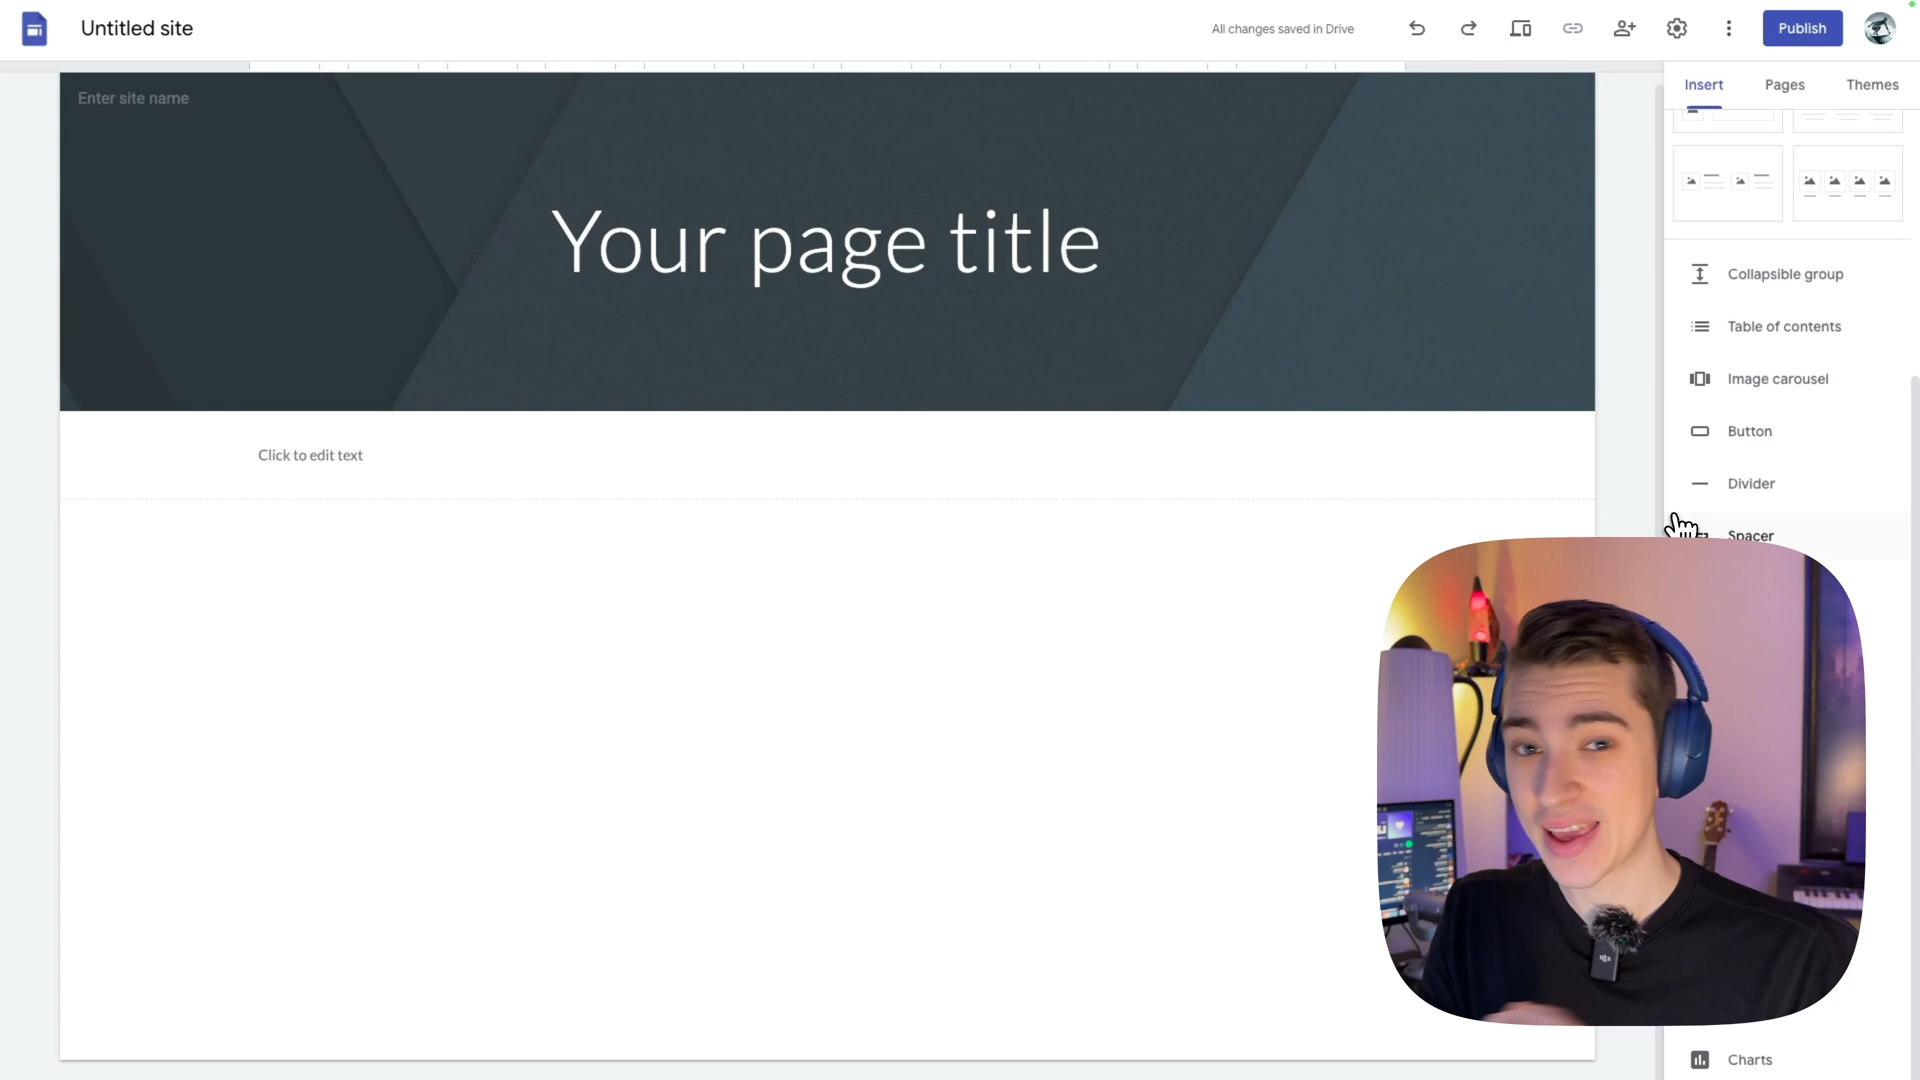 Untitled site
All changes saved in Drive
Publish
Insert
Pages
Themes
Enter site name
Your page title
Click to edit text
Collapsible group
Table of contents
Image carousel
Button
Divider
Spacer
Charts